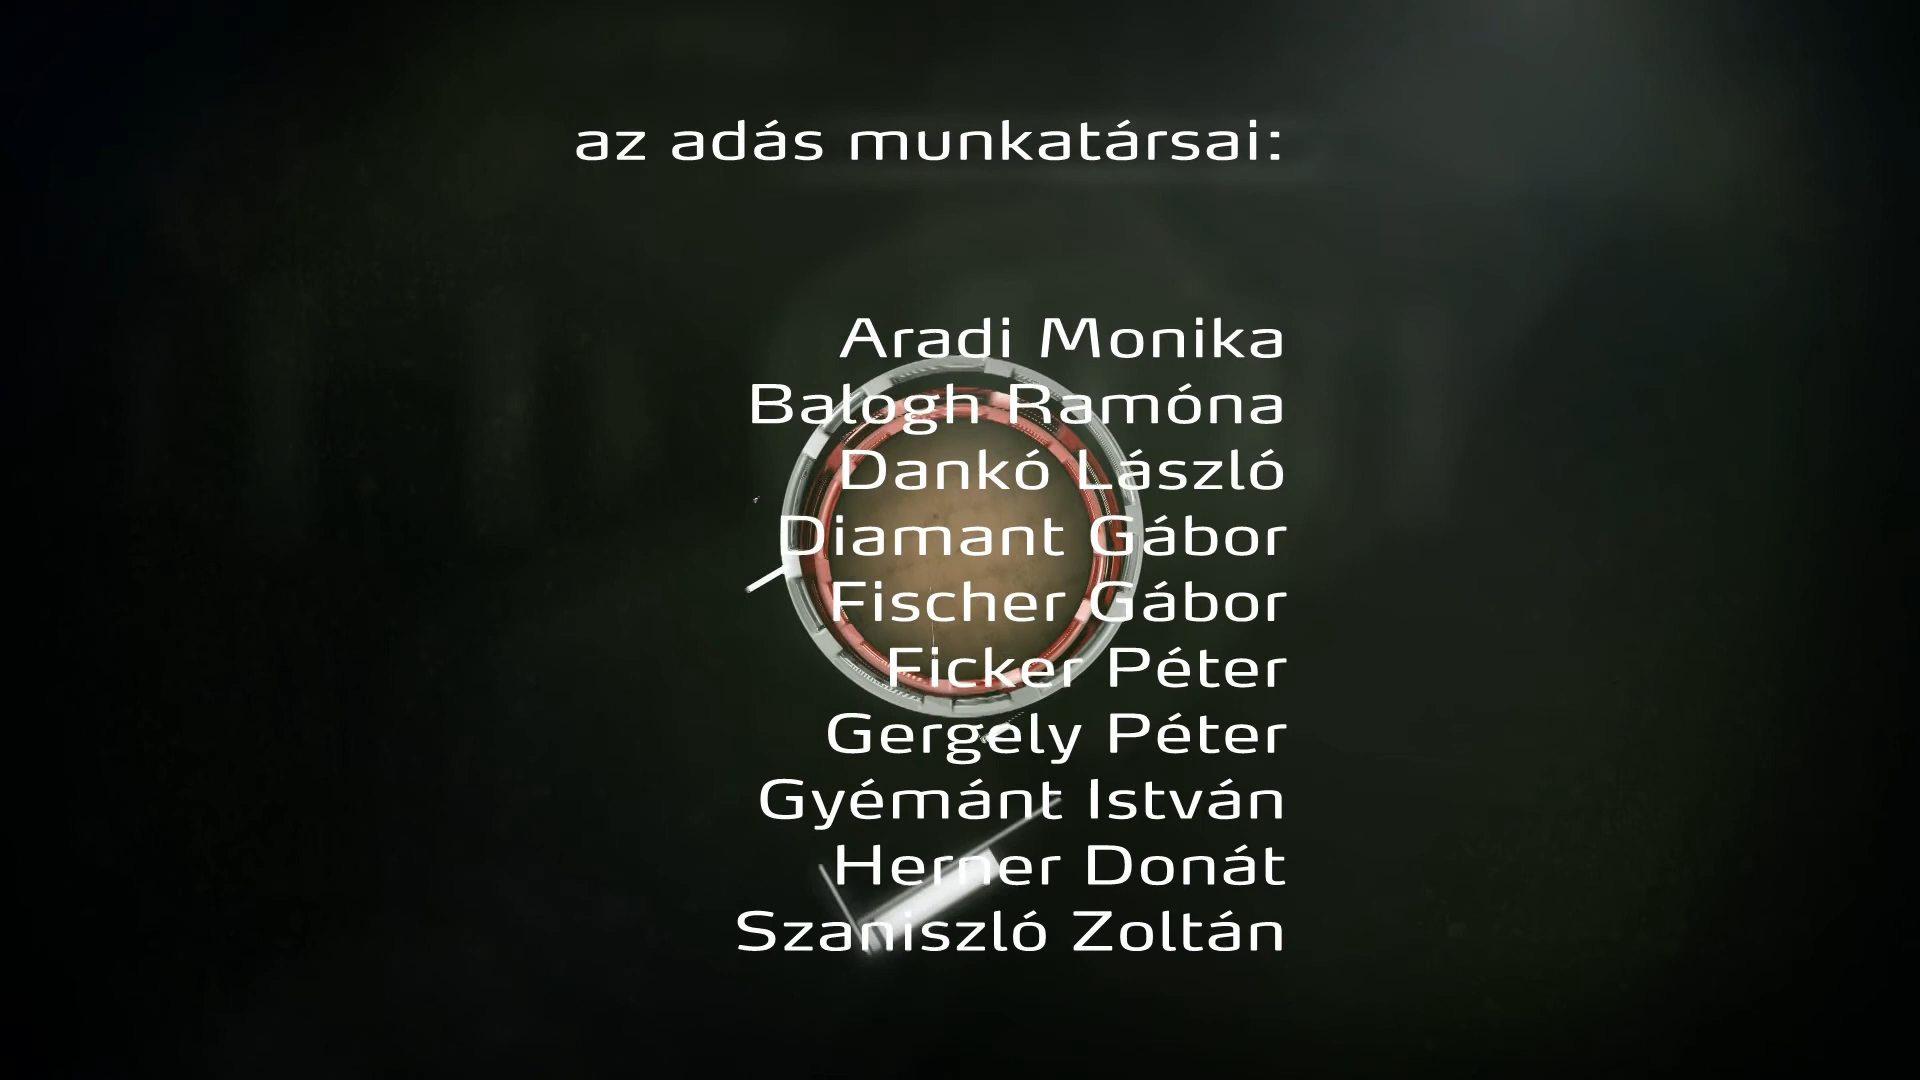 az adás munkatársai:
Aradi Monika
Balogh Ramóna
Dankó László
Diamant Gábor
Fischer Gábor
Ficker Péter
Gergely Péter
Gyémánt István
Herner Donát
Szaniszló Zoltán